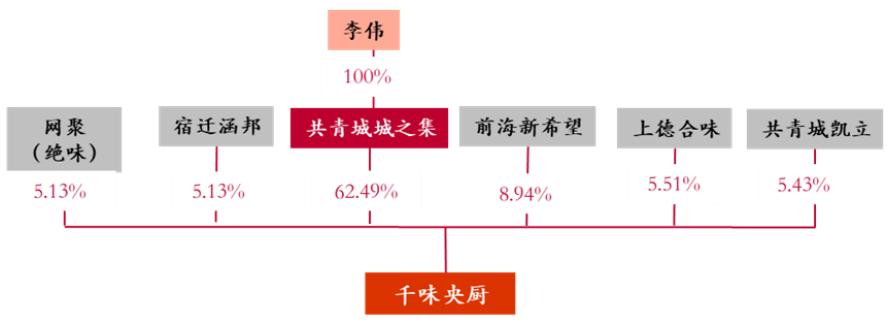 李伟
100%
网聚
（绝味）
宿迁涵邦
共青城城之集
前海新希望
上德合味
共青城凯立
5.13%
5.13%
62.49%
8.94%
5.51%
5.43%
千味央厨